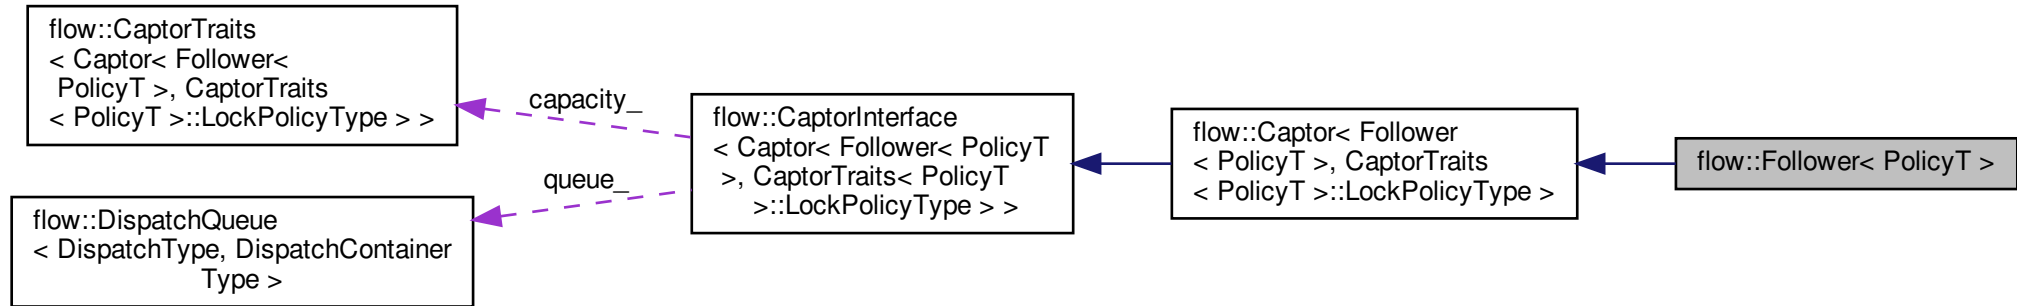 flow::CaptorTraits
< Captor< Follower<
PolicyT >, CaptorTraits
< PolicyT >::LockPolicyType > >
capacity_
flow::DispatchQueue
< DispatchType, DispatchContainer
Type >
queue_
flow::CaptorInterface
< Captor< Follower< PolicyT
>, CaptorTraits< PolicyT
>::LockPolicyType > >
flow::Captor< Follower
< PolicyT >, CaptorTraits
< PolicyT >::LockPolicyType >
flow::Follower< PolicyT >